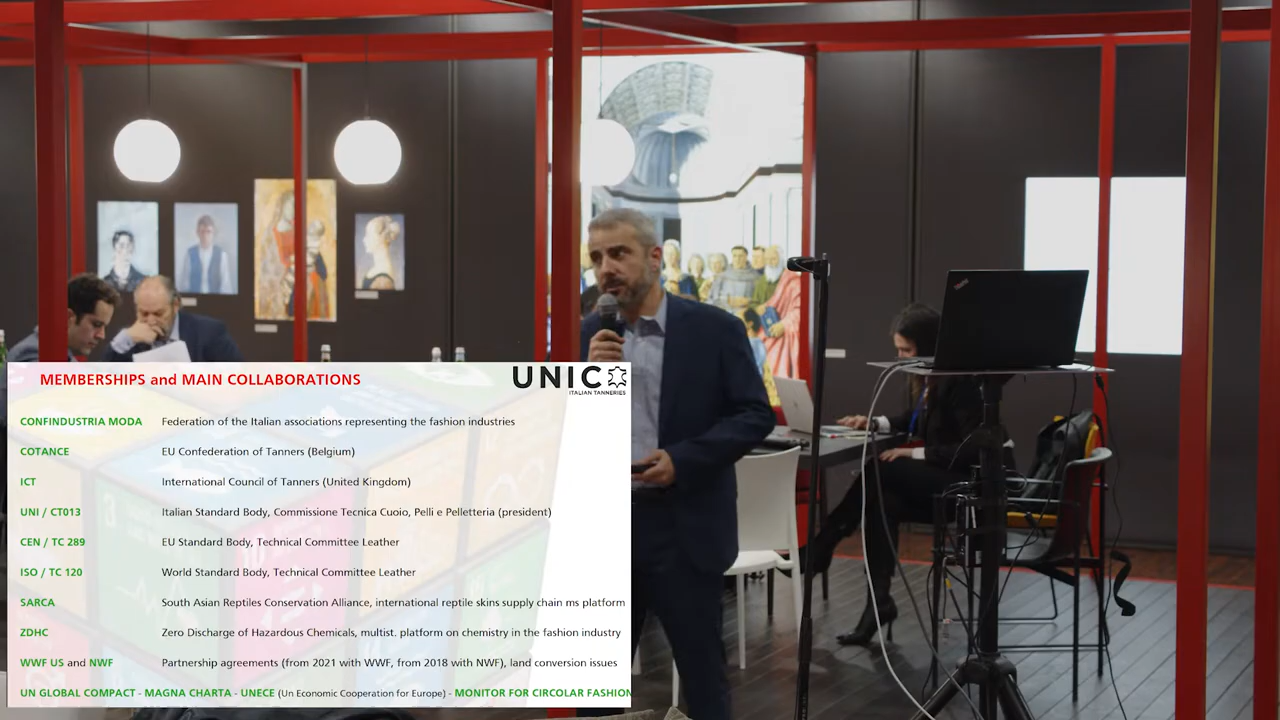 MEMBERSHIPS and MAIN COLLABORATIONS
UNIC
ITALIAN TANNERIES
CONFINDUSTRIA MODA Federation of the Italian associations representing the fashion industries
COTANCE EU Confederation of Tanners (Belgium)
ICT International Council of Tanners (United Kingdom)
UNI / CT013 Italian Standard Body, Commissione Tecnica Cuoio, Pelli e Pelletteria (president)
CEN / TC 289 EU Standard Body, Technical Committee Leather
ISO / TC 120 World Standard Body, Technical Committee Leather
SARCA South Asian Reptiles Conservation Alliance, international reptile skins supply chain ms platform
ZDHC Zero Discharge of Hazardous Chemicals, multist. platform on chemistry in the fashion industry
WWF US and NWF Partnership agreements (from 2021 with WWF, from 2018 with NWF), land conversion issues
UN GLOBAL COMPACT - MAGNA CHARTA - UNECE (Un Economic Cooperation for Europe) - MONITOR FOR CIRCULAR FASHION